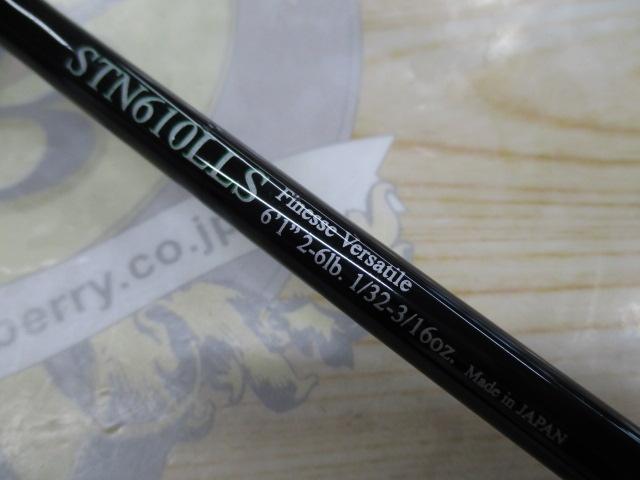 STN610LLS
Finesse Versatile
6'1" 2-6lb. 1/32-3/16oz. Made in JAPAN
berry.co.jp